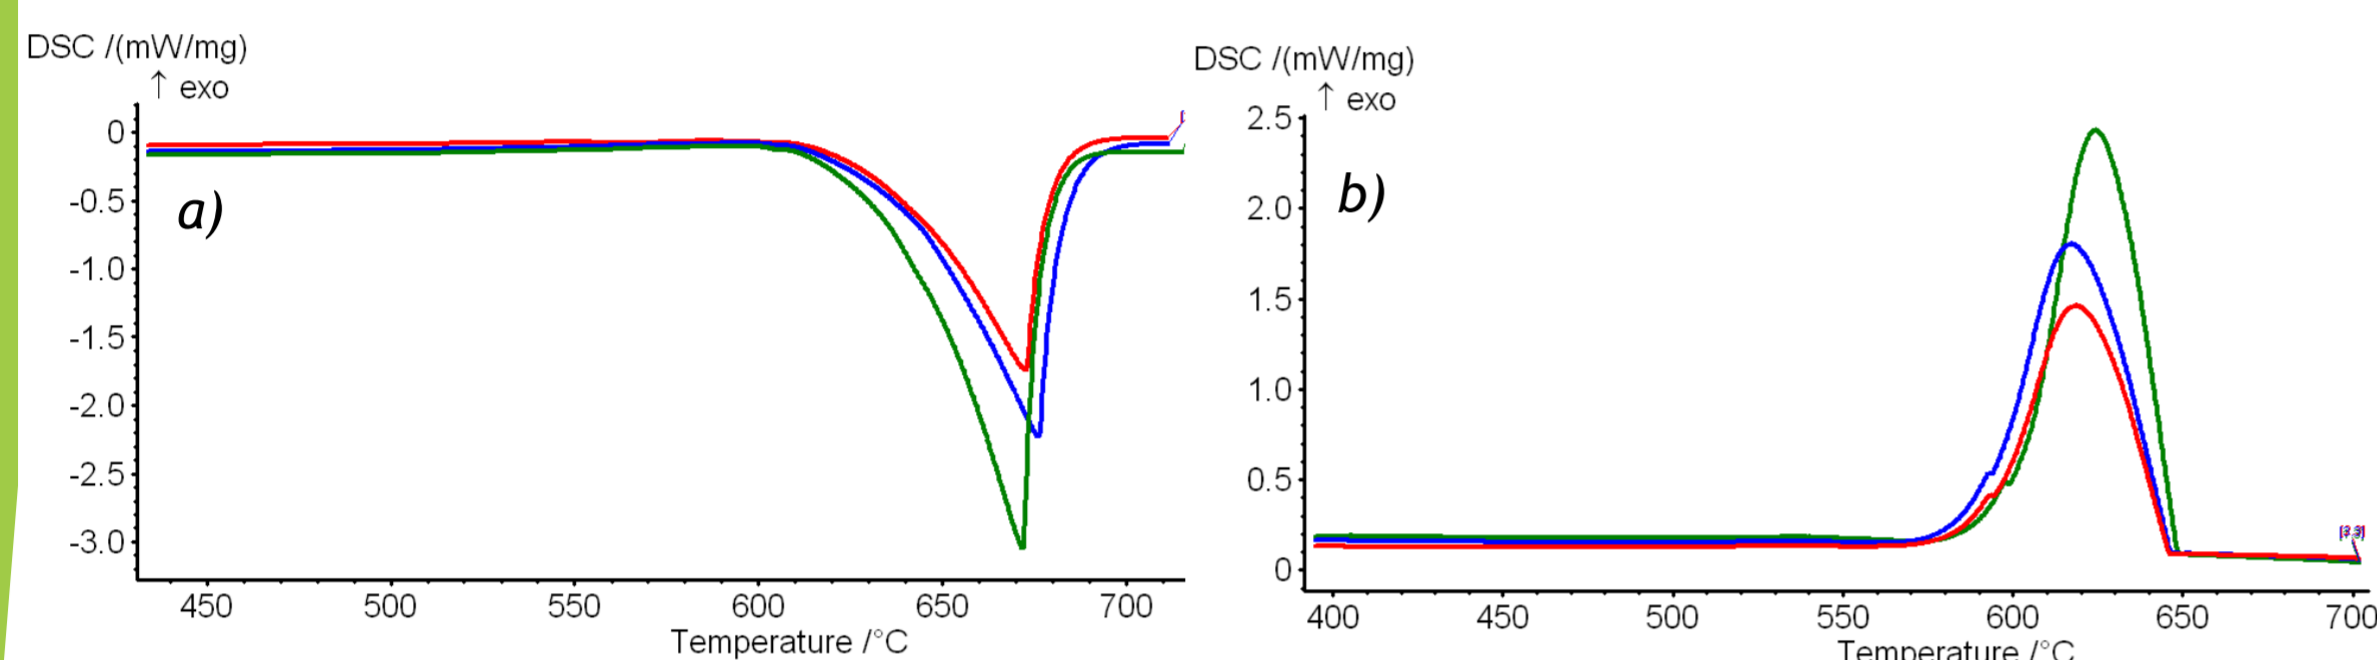 DSC /(mW/mg)
↑ exo
0
-0.5
-1.0
-1.5
-2.0
-2.5
-3.0
a)
450 500 550 600 650 700
Temperature /°C
DSC /(mW/mg)
↑ exo
2.5
2.0
1.5
1.0
0.5
0
b)
400 450 500 550 600 650 700
Temperature /°C